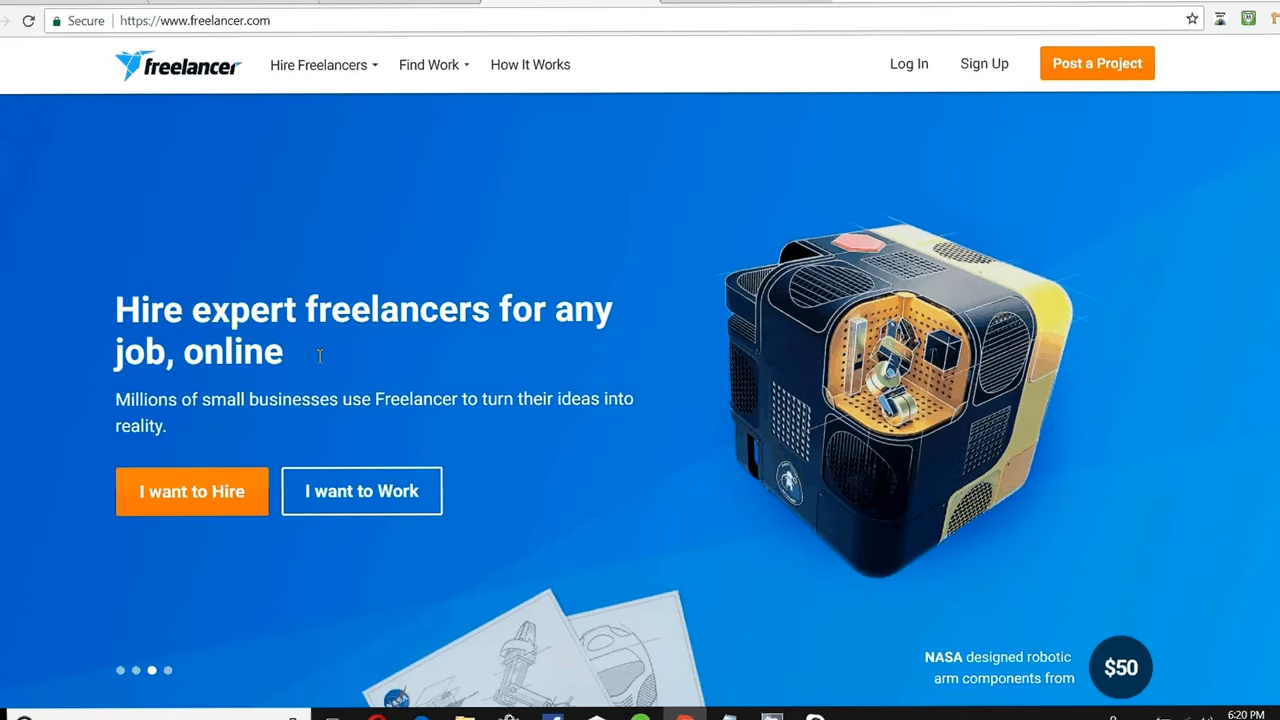 Secure
https://www.freelancer.com
freelancer
Hire Freelancers
Find Work
How It Works
Log In
Sign Up
Post a Project
Hire expert freelancers for any
job, online
Millions of small businesses use Freelancer to turn their ideas into
reality.
I want to Hire
I want to Work
NASA
NASA designed robotic
arm components from
$50
6:20 PM